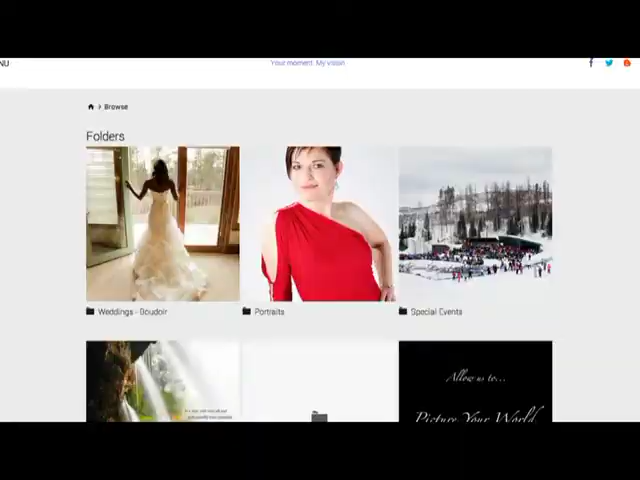 NU
Your moment. My vision
Browse
Folders
Weddings - Boudoir
Portraits
Special Events
Allow us to...
Picture Your World